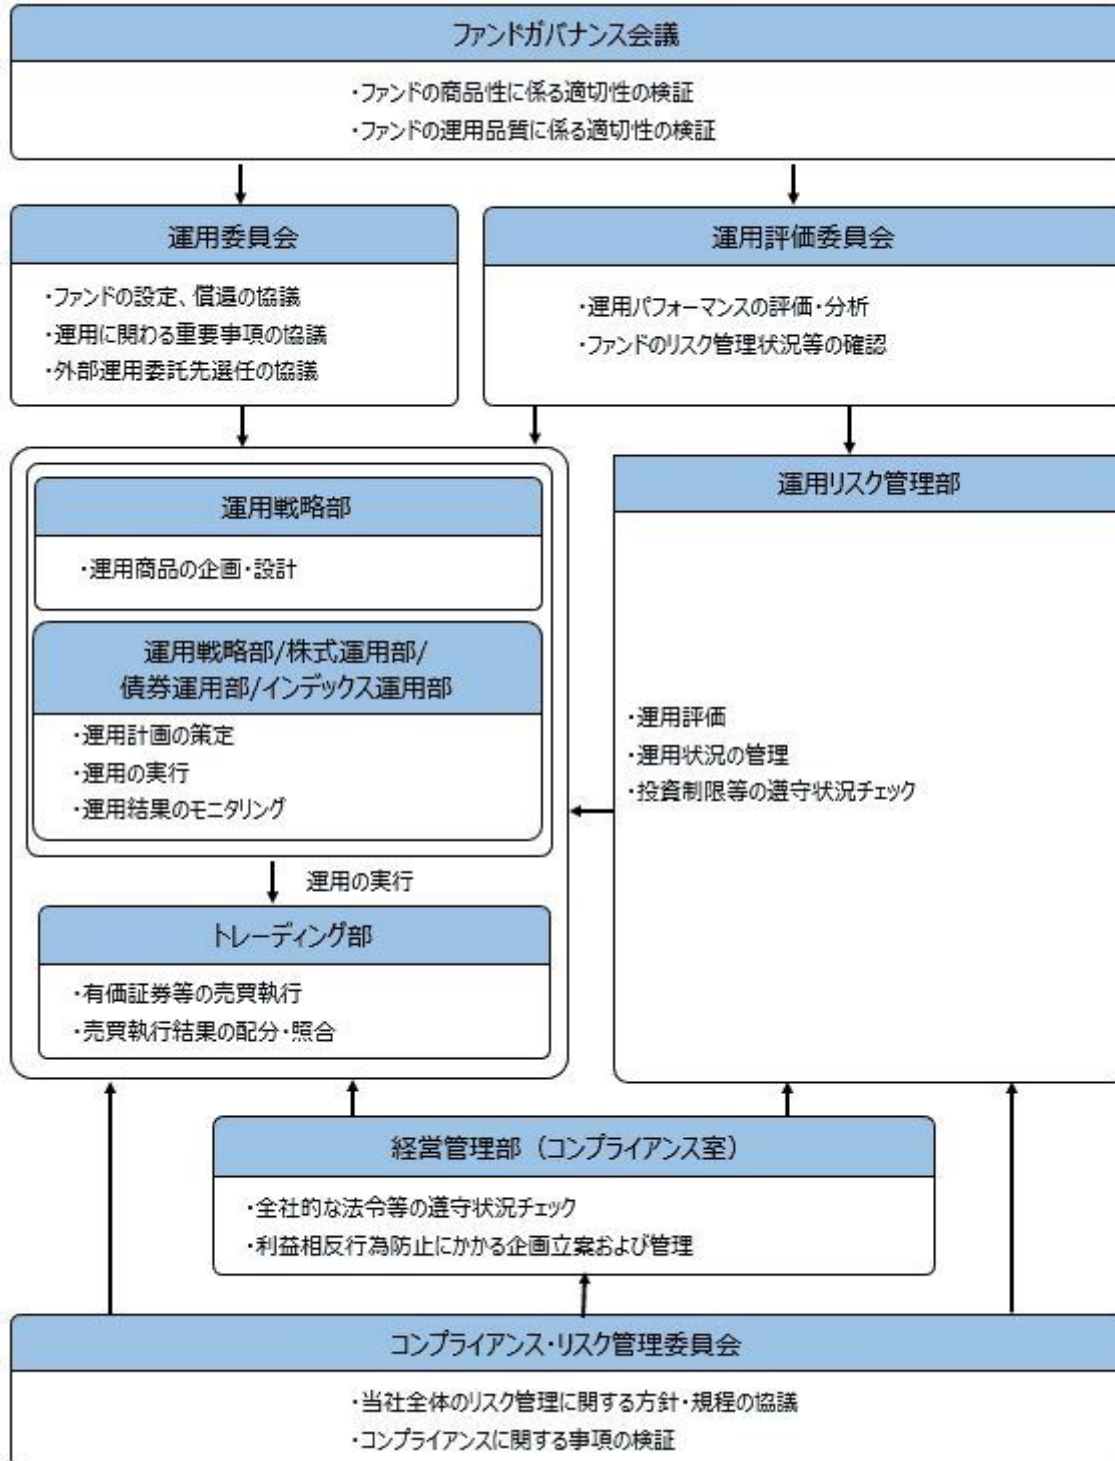 ファンドガバナンス会議
・ファンドの商品性に係る適切性の検証
・ファンドの運用品質に係る適切性の検証
運用委員会
・ファンドの設定、償還の協議
・運用に関わる重要事項の協議
・外部運用委託先選任の協議
運用評価委員会
・運用パフォーマンスの評価・分析
・ファンドのリスク管理状況等の確認
運用戦略部
・運用商品の企画・設計
運用戦略部/株式運用部/
債券運用部/インデックス運用部
・運用計画の策定
・運用の実行
・運用結果のモニタリング
運用の実行
トレーディング部
・有価証券等の売買執行
・売買執行結果の配分・照合
運用リスク管理部
・運用評価
・運用状況の管理
・投資制限等の遵守状況チェック
経営管理部（コンプライアンス室）
・全社的な法令等の遵守状況チェック
・利益相反行為防止にかかる企画立案および管理
コンプライアンス・リスク管理委員会
・当社全体のリスク管理に関する方針・規程の協議
・コンプライアンスに関する事項の検証